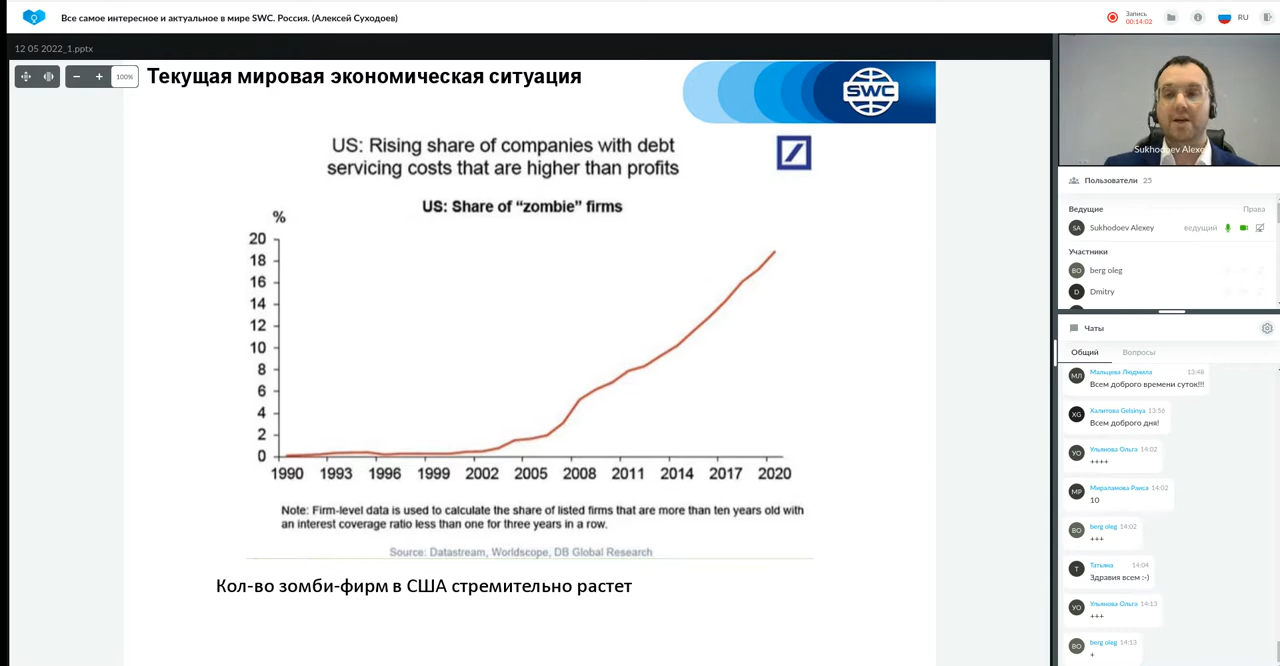 Все самое интересное и актуальное в мире SWC. Россия. (Алексей Суходоев)
Запись
00:14:02
RU
12 05 2022_1.pptx
100%
Текущая мировая экономическая ситуация
SWC
US: Rising share of companies with debt
servicing costs that are higher than profits
US: Share of “zombie” firms
%
20
18
16
14
12
10
8
6
4
2
0
1990 1993 1996 1999 2002 2005 2008 2011 2014 2017 2020
Note: Firm-level data is used to calculate the share of listed firms that are more than ten years old with
an interest coverage ratio less than one for three years in a row.
Source: Datastream, Worldscope, DB Global Research
Кол-во зомби-фирм в США стремительно растет
Sukhodoev Alexey
Пользователи 25
Ведущие Права
SA Sukhodoev Alexey ведущий
Участники
BO berg oleg
D Dmitry
Чаты
Общий Вопросы
МЛ Мальцева Людмила 13:48
Всем доброго времени суток!!!
XG Халитова Gelsinya 13:56
Всем доброго дня!
УО Ульянова Ольга 14:02
++++
МР Мирапамова Раиса 14:02
10
BO berg oleg 14:02
+++
Т Татьяна 14:04
Здравия всем :-)
УО Ульянова Ольга 14:13
+++
BO berg oleg 14:13
+